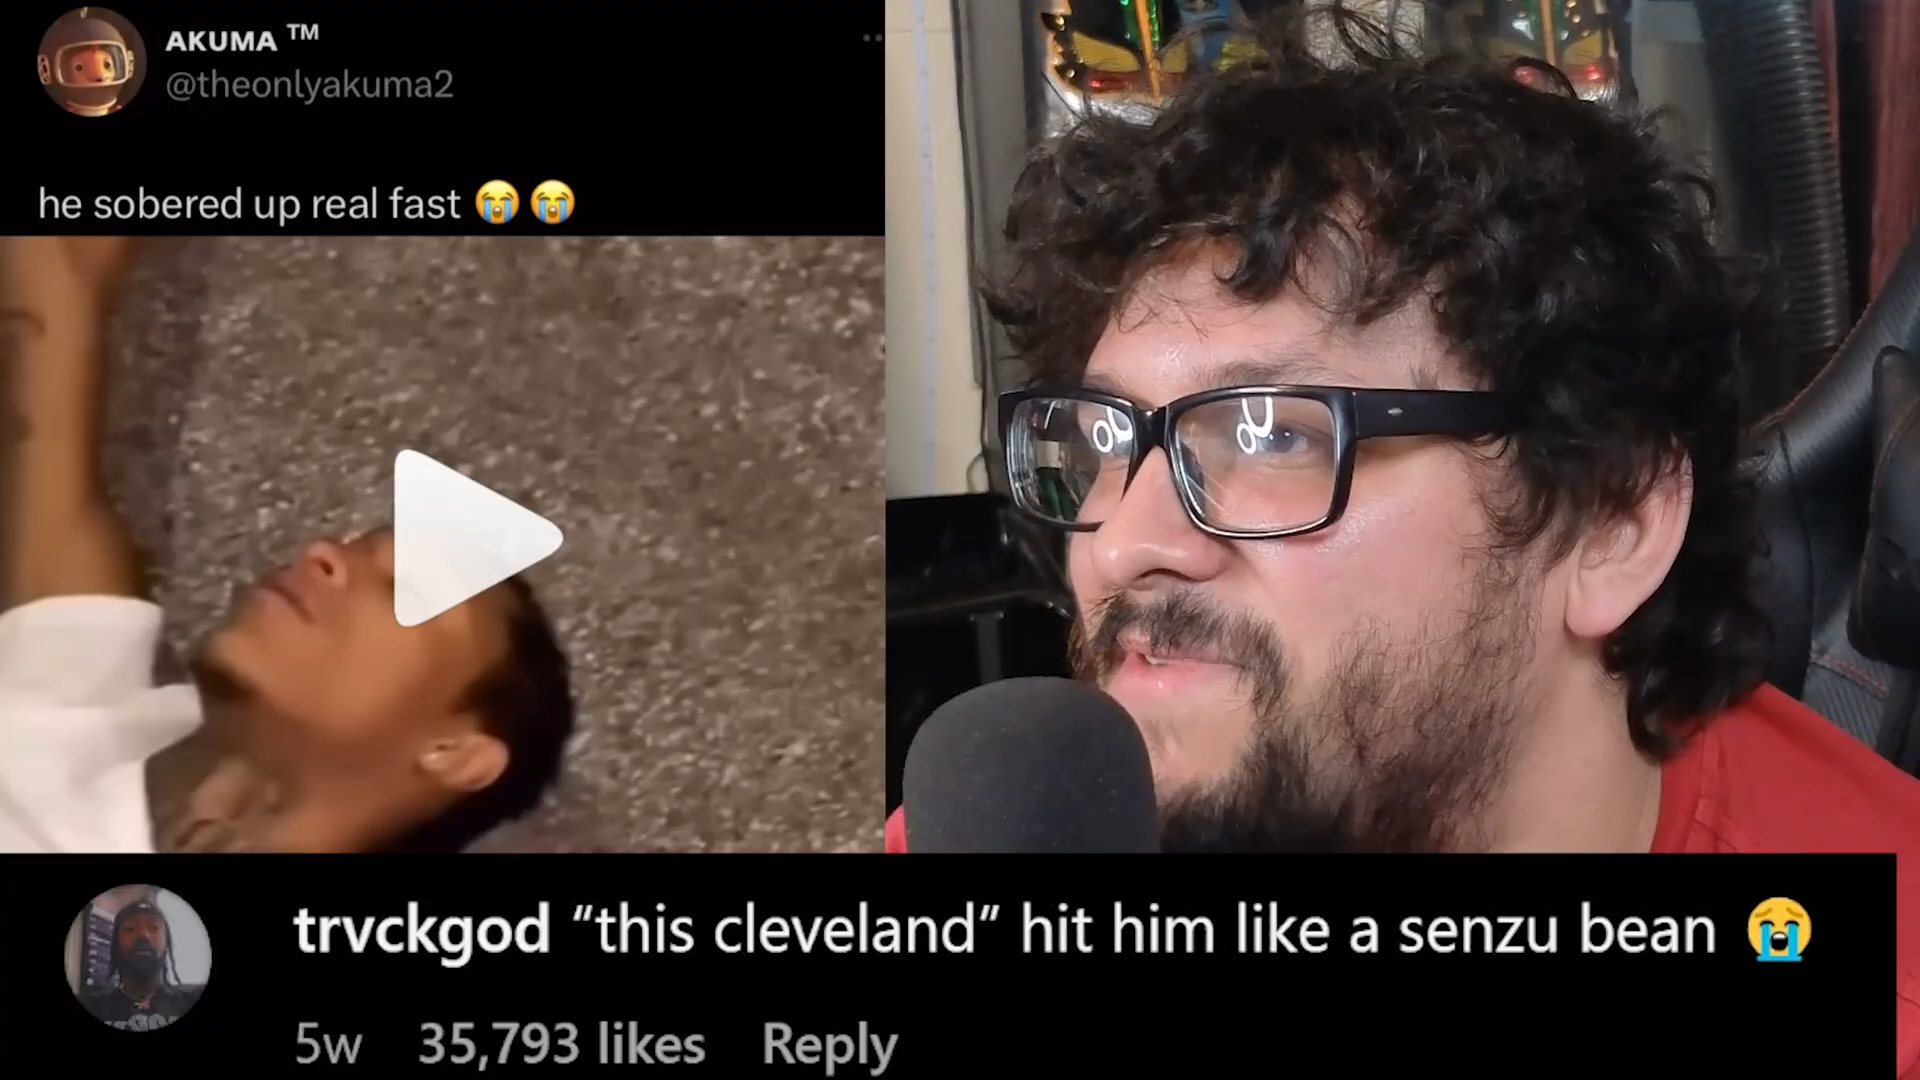 AKUMA ™
@theonlyakuma2
he sobered up real fast 😭😭
trvckgod “this cleveland” hit him like a senzu bean 😭
5w 35,793 likes Reply